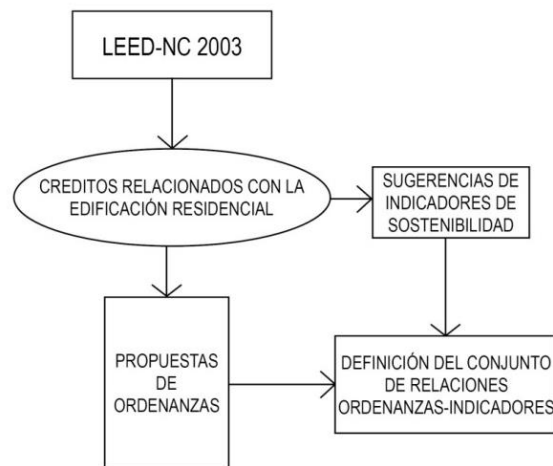 LEED-NC 2003
CREDITOS RELACIONADOS CON LA
EDIFICACIÓN RESIDENCIAL
SUGERENCIAS DE
INDICADORES DE
SOSTENIBILIDAD
PROPUESTAS
DE
ORDENANZAS
DEFINICIÓN DEL CONJUNTO
DE RELACIONES
ORDENANZAS-INDICADORES